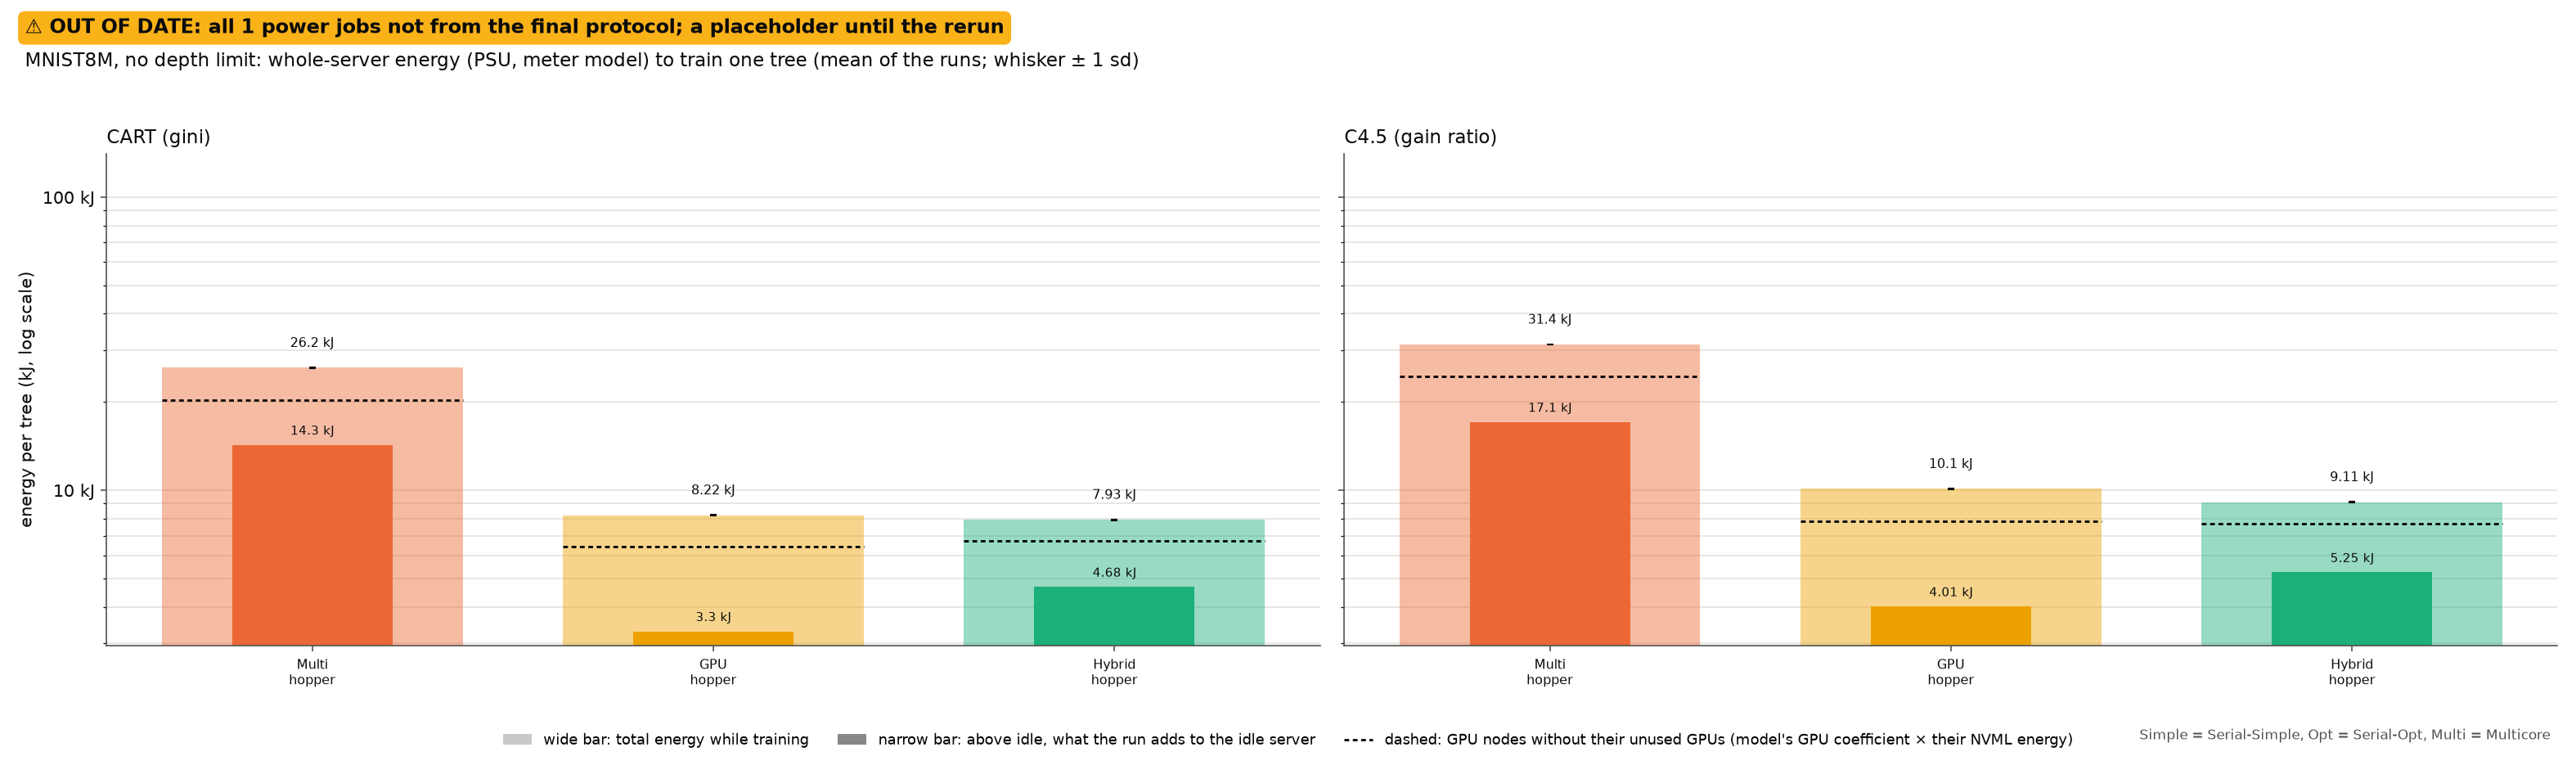 ⚠ OUT OF DATE: all 1 power jobs not from the final protocol; a placeholder until the rerun
MNIST8M, no depth limit: whole-server energy (PSU, meter model) to train one tree (mean of the runs; whisker ± 1 sd)
CART (gini)
energy per tree (kJ, log scale)
100 kJ
10 kJ
26.2 kJ
14.3 kJ
8.22 kJ
3.3 kJ
7.93 kJ
4.68 kJ
Multi
hopper
GPU
hopper
Hybrid
hopper
C4.5 (gain ratio)
31.4 kJ
17.1 kJ
10.1 kJ
4.01 kJ
9.11 kJ
5.25 kJ
Multi
hopper
GPU
hopper
Hybrid
hopper
wide bar: total energy while training
narrow bar: above idle, what the run adds to the idle server
dashed: GPU nodes without their unused GPUs (model's GPU coefficient × their NVML energy)
Simple = Serial-Simple, Opt = Serial-Opt, Multi = Multicore